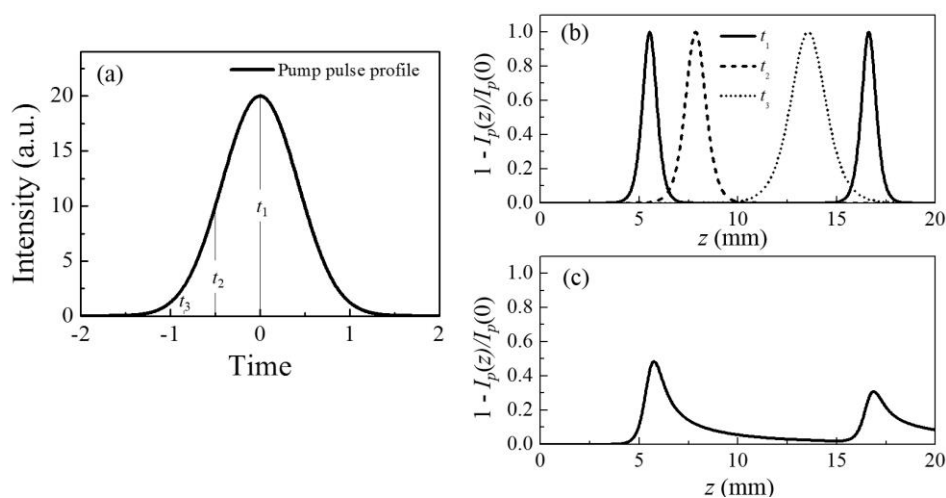 (a)
Pump pulse profile
Intensity (a.u.)
20
15
10
5
0
t₁
t₂
t₃
-2
-1
0
1
2
Time
(b)
t₁
t₂
t₃
1 - Iₚ(z)/Iₚ(0)
1.0
0.8
0.6
0.4
0.2
0.0
0
5
10
15
20
z (mm)
(c)
1 - Iₚ(z)/Iₚ(0)
1.0
0.8
0.6
0.4
0.2
0.0
0
5
10
15
20
z (mm)